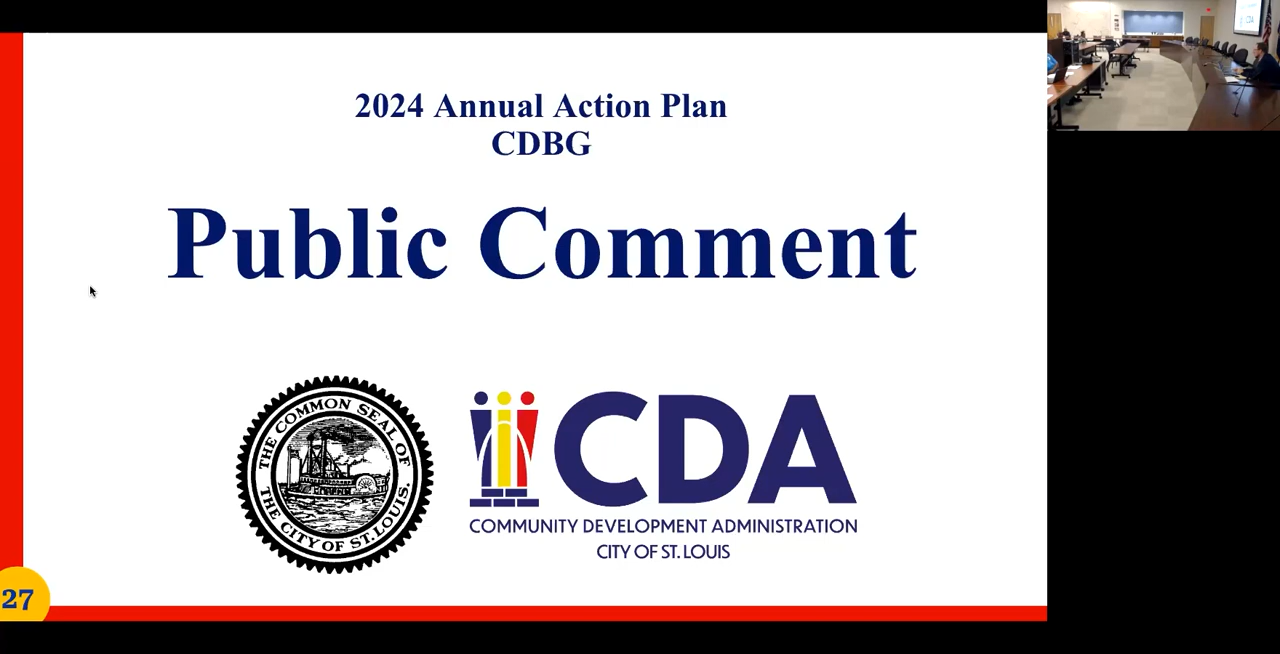 2024 Annual Action Plan
CDBG
Public Comment
THE COMMON SEAL OF
THE CITY OF ST. LOUIS.
CDA
COMMUNITY DEVELOPMENT ADMINISTRATION
CITY OF ST. LOUIS
27
CDA